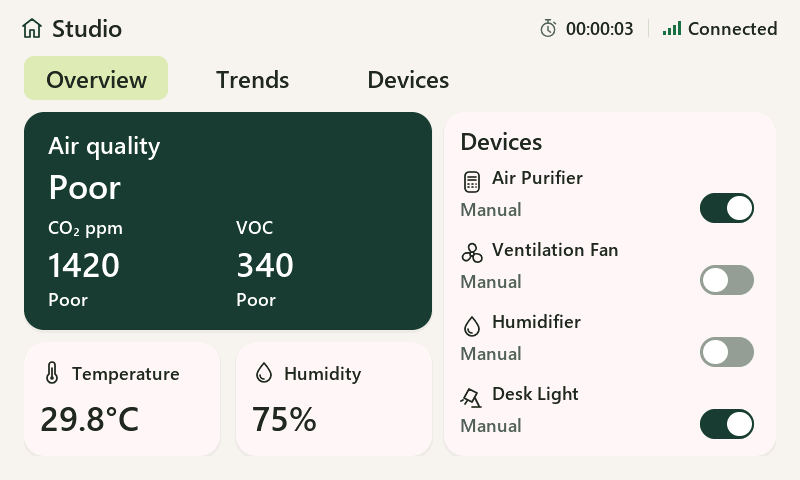 Studio
00:00:03
Connected
Overview
Trends
Devices
Air quality
Poor
CO₂ ppm
VOC
1420
340
Poor
Poor
Temperature
29.8°C
Humidity
75%
Devices
Air Purifier
Manual
Ventilation Fan
Manual
Humidifier
Manual
Desk Light
Manual